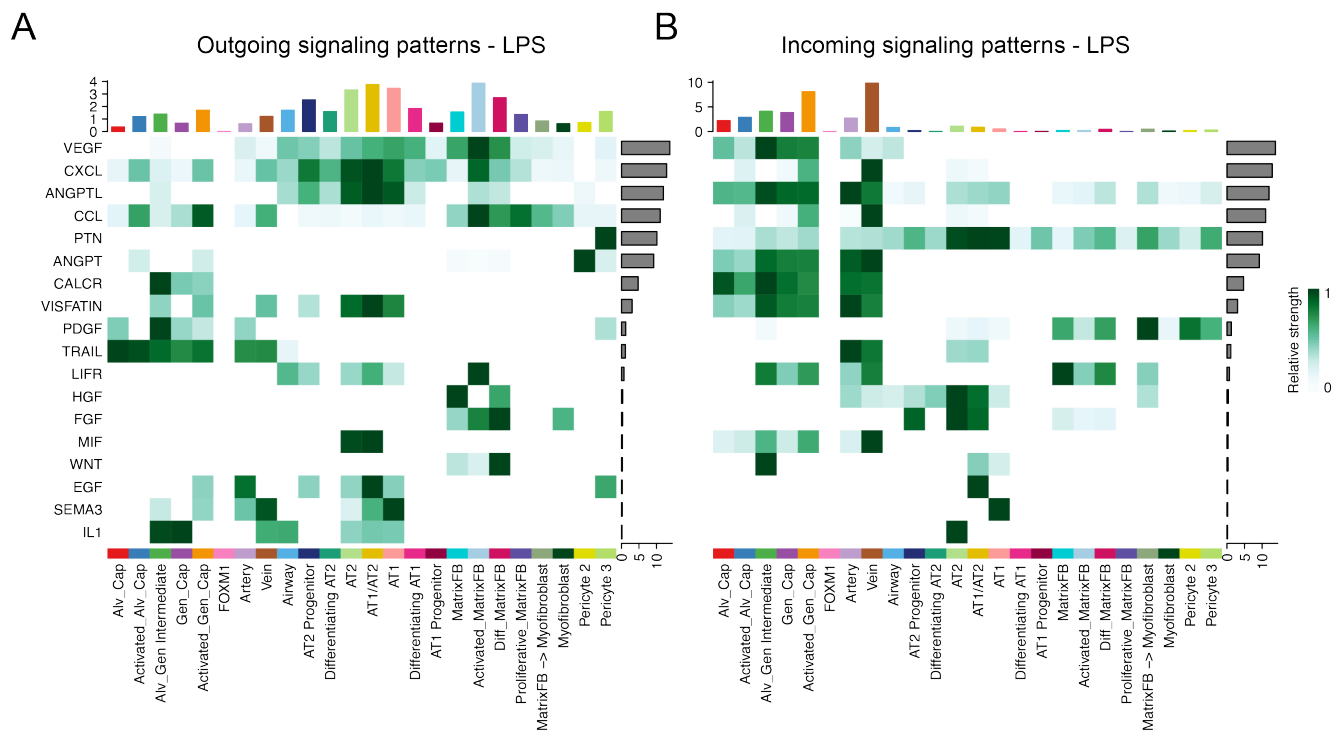 A
Outgoing signaling patterns - LPS
4
3
2
1
0
VEGF
CXCL
ANGPTL
CCL
PTN
ANGPT
CALCR
VISFATIN
PDGF
TRAIL
LIFR
HGF
FGF
MIF
WNT
EGF
SEMA3
IL1
0
5
10
Alv_Cap
Activated_Alv_Cap
Alv_Gen Intermediate
Gen_Cap
Activated_Gen_Cap
FOXM1
Artery
Vein
Airway
AT2 Progenitor
Differentiating AT2
AT2
AT1/AT2
AT1
Differentiating AT1
AT1 Progenitor
MatrixFB
Activated_MatrixFB
Diff_MatrixFB
Proliferative_MatrixFB
MatrixFB -> Myofibroblast
Myofibroblast
Pericyte 2
Pericyte 3
B
Incoming signaling patterns - LPS
10
5
0
0
5
10
Alv_Cap
Activated_Alv_Cap
Alv_Gen Intermediate
Gen_Cap
Activated_Gen_Cap
FOXM1
Artery
Vein
Airway
AT2 Progenitor
Differentiating AT2
AT2
AT1/AT2
AT1
Differentiating AT1
AT1 Progenitor
MatrixFB
Activated_MatrixFB
Diff_MatrixFB
Proliferative_MatrixFB
MatrixFB -> Myofibroblast
Myofibroblast
Pericyte 2
Pericyte 3
Relative strength
1
0